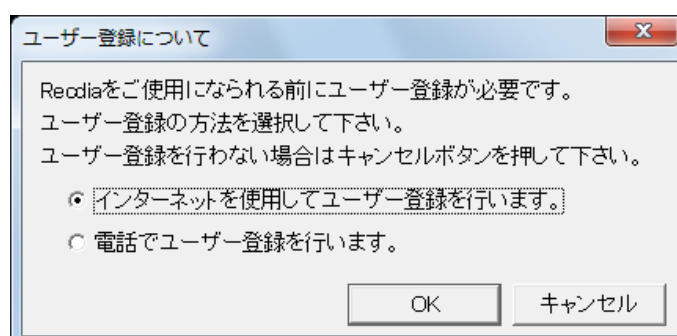 ユーザー登録について
Recdiaをご使用になられる前にユーザー登録が必要です。
ユーザー登録の方法を選択して下さい。
ユーザー登録を行わない場合はキャンセルボタンを押して下さい。
インターネットを使用してユーザー登録を行います。
電話でユーザー登録を行います。
OK キャンセル